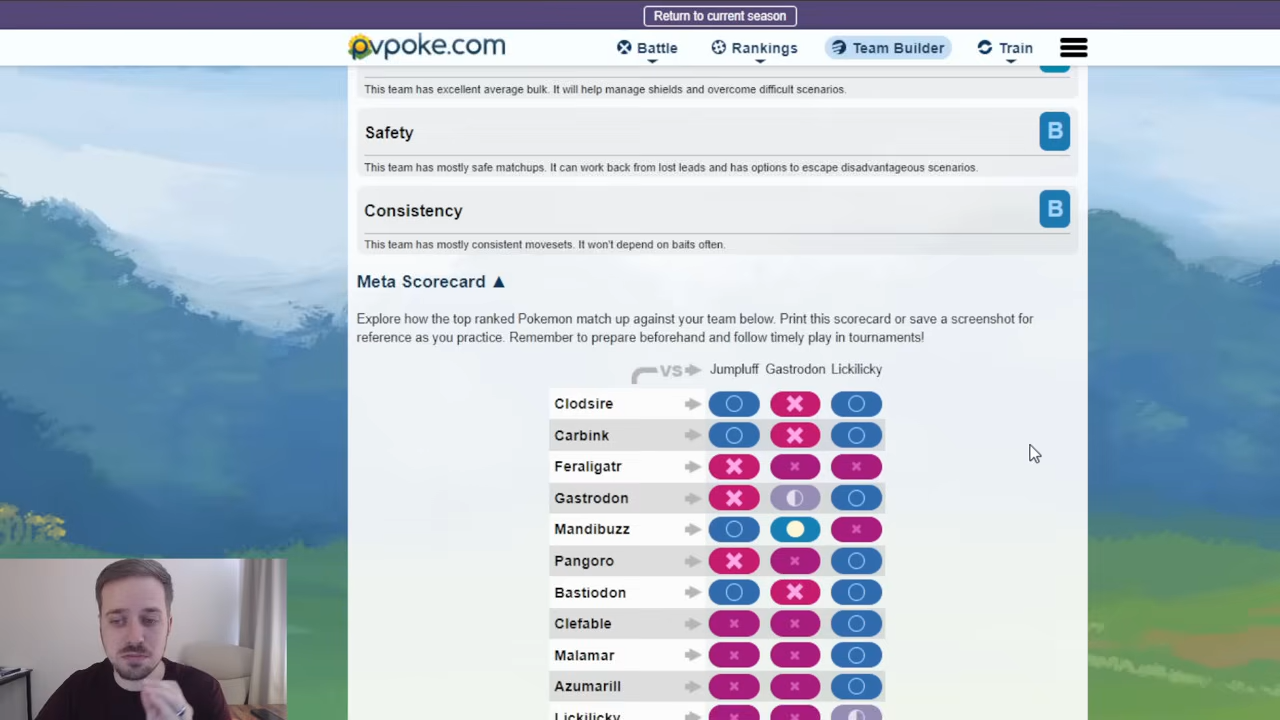 Return to current season
pvpoke.com
Battle
Rankings
Team Builder
Train
This team has excellent average bulk. It will help manage shields and overcome difficult scenarios.
Safety
B
This team has mostly safe matchups. It can work back from lost leads and has options to escape disadvantageous scenarios.
Consistency
B
This team has mostly consistent movesets. It won't depend on baits often.
Meta Scorecard ▲
Explore how the top ranked Pokemon match up against your team below. Print this scorecard or save a screenshot for
reference as you practice. Remember to prepare beforehand and follow timely play in tournaments!
VS Jumpluff Gastrodon Lickilicky
Clodsire
Carbink
Feraligatr
Gastrodon
Mandibuzz
Pangoro
Bastiodon
Clefable
Malamar
Azumarill
Lickilicky